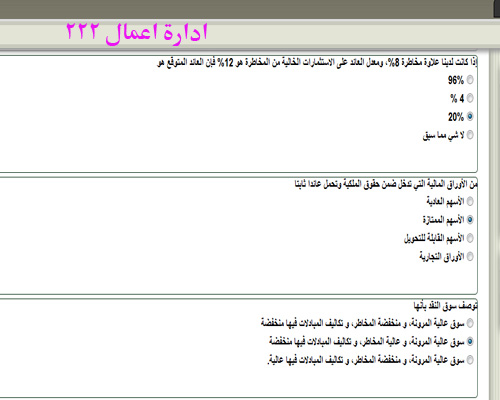 ادارة اعمال ٢٢٢
إذا كانت لدينا علاوة مخاطرة 8%، ومعدل العائد على الاستثمارات الخالية من المخاطرة هو 12% فإن العائد المتوقع هو
96%
4 %
20%
لا شي مما سبق
من الأوراق المالية التي تدخل ضمن حقوق الملكية وتحمل عائدا ثابتا
الأسهم العادية
الأسهم الممتازة
الأسهم القابلة للتحويل
الأوراق التجارية
توصف سوق النقد بأنها
سوق عالية المرونة، و منخفضة المخاطر، و تكاليف المبادلات فيها منخفضة
سوق عالية المرونة، و عالية المخاطر، و تكاليف المبادلات فيها منخفضة
سوق عالية المرونة، و منخفضة المخاطر، و تكاليف المبادلات فيها عالية.